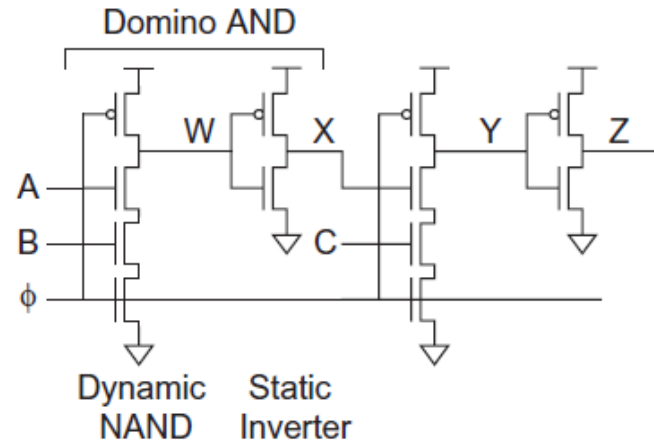 Domino AND
W
X
Y
Z
A
B
C
ϕ
Dynamic
NAND
Static
Inverter